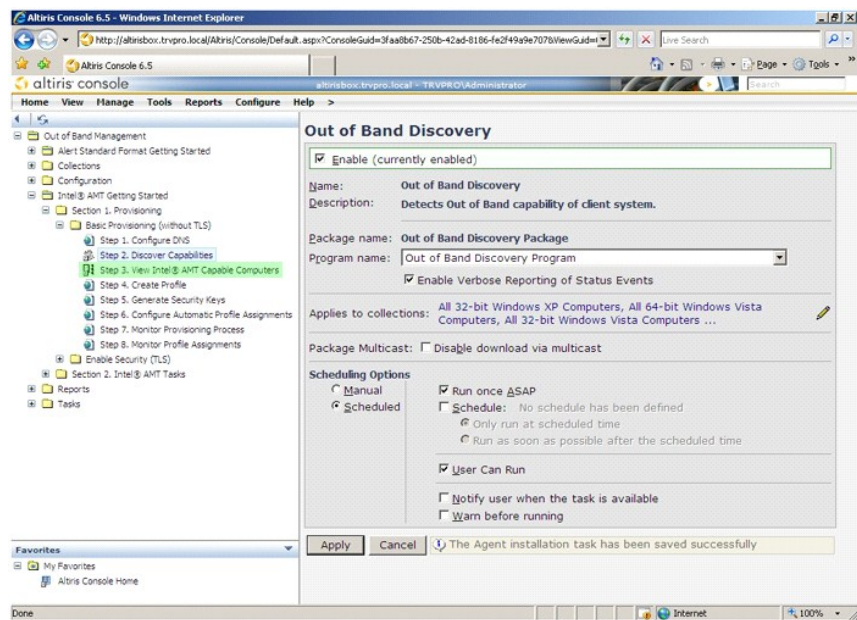 Altiris Console 6.5 - Windows Internet Explorer
http://altirisbox.trvpro.local/Altiris/Console/Default.aspx?ConsoleGuid=3faa8b67-250b-42ad-8186-fe2f49a9e707&ViewGuid=
Live Search
Altiris Console 6.5
Page
Tools
altiris console
altirisbox.trvpro.local - TRVPRO\Administrator
Search
Home View Manage Tools Reports Configure Help >
Out of Band Management
Alert Standard Format Getting Started
Collections
Configuration
Intel® AMT Getting Started
Section 1. Provisioning
Basic Provisioning (without TLS)
Step 1. Configure DNS
Step 2. Discover Capabilities
Step 3. View Intel® AMT Capable Computers
Step 4. Create Profile
Step 5. Generate Security Keys
Step 6. Configure Automatic Profile Assignments
Step 7. Monitor Provisioning Process
Step 8. Monitor Profile Assignments
Enable Security (TLS)
Section 2. Intel® AMT Tasks
Reports
Tasks
Favorites
My Favorites
Altiris Console Home
Out of Band Discovery
Enable (currently enabled)
Name: Out of Band Discovery
Description: Detects Out of Band capability of client system.
Package name: Out of Band Discovery Package
Program name: Out of Band Discovery Program
Enable Verbose Reporting of Status Events
Applies to collections: All 32-bit Windows XP Computers, All 64-bit Windows Vista
Computers, All 32-bit Windows Vista Computers ...
Package Multicast: Disable download via multicast
Scheduling Options
Manual
Scheduled
Run once ASAP
Schedule: No schedule has been defined
Only run at scheduled time
Run as soon as possible after the scheduled time
User Can Run
Notify user when the task is available
Warn before running
Apply Cancel The Agent installation task has been saved successfully
Done
Internet
100%